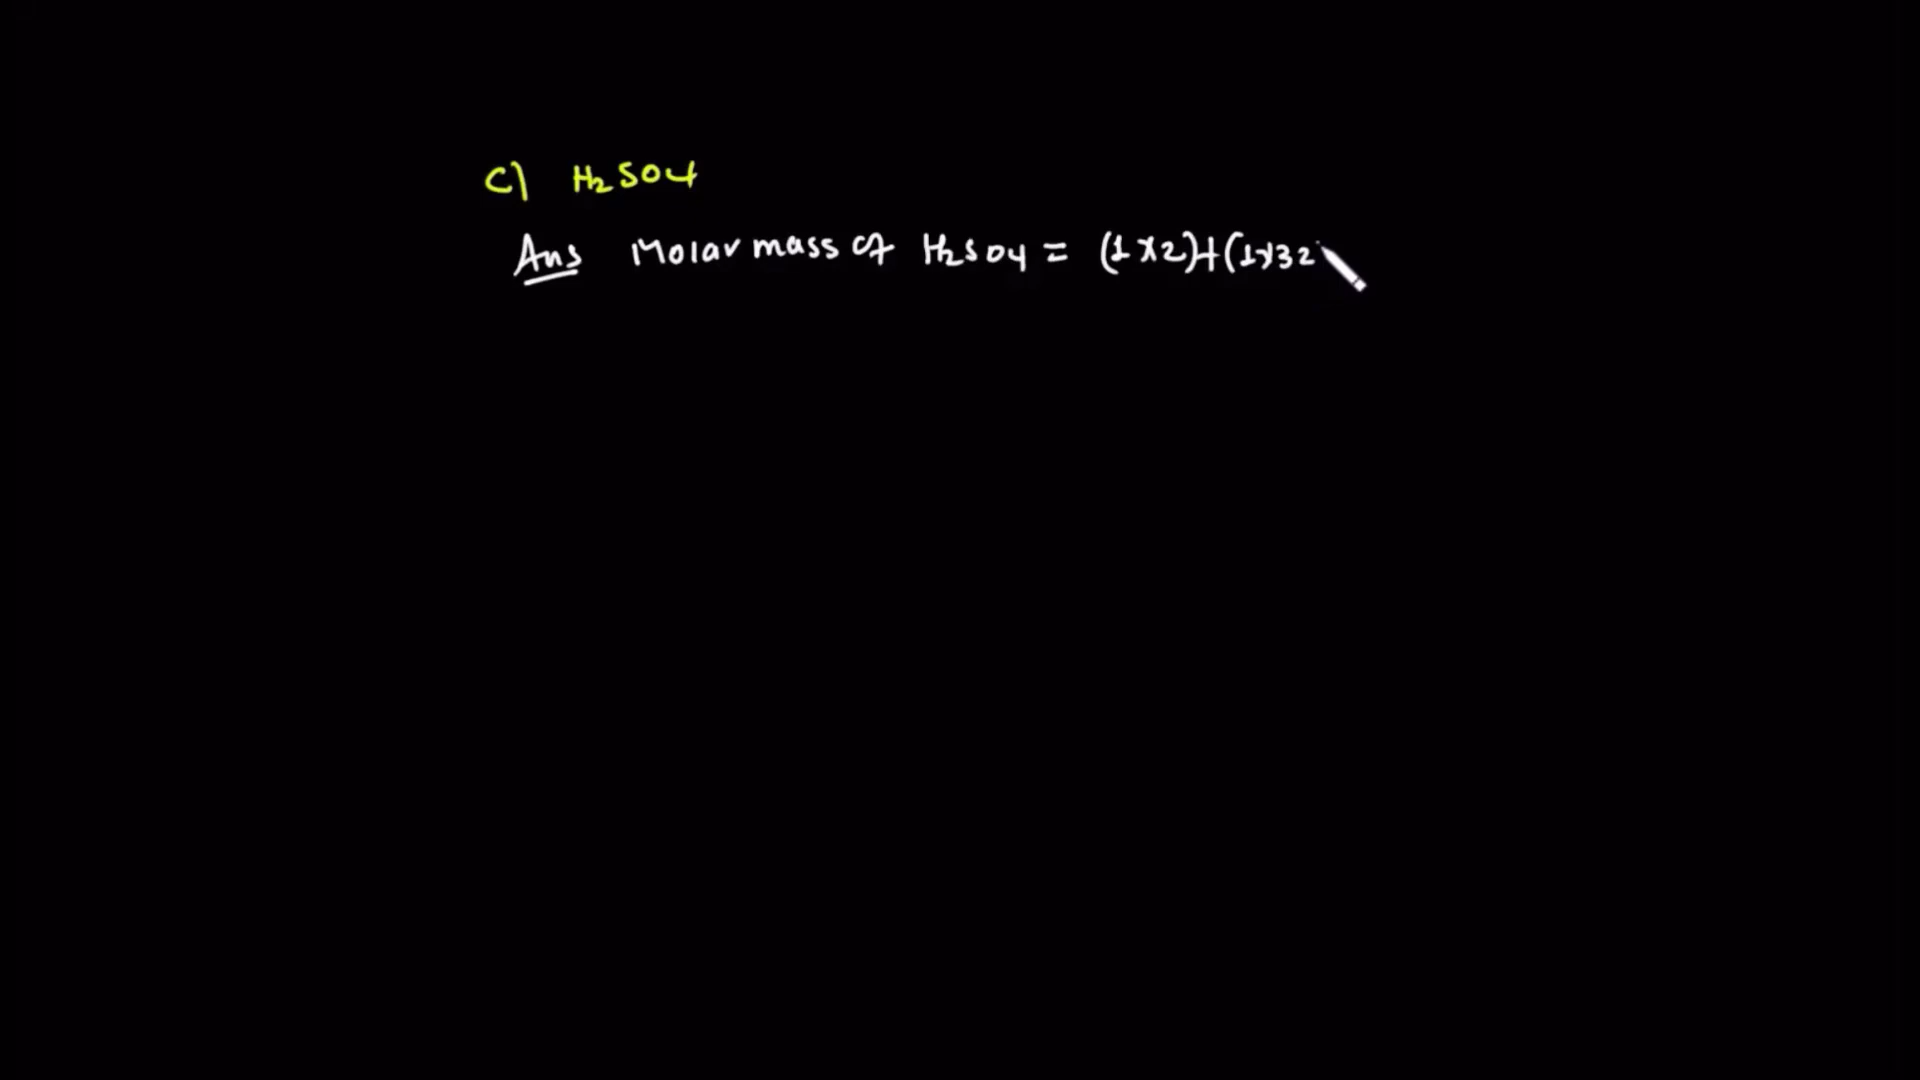 C) H₂SO₄
Ans Molar mass of H₂SO₄ = (1×2)+(1×32